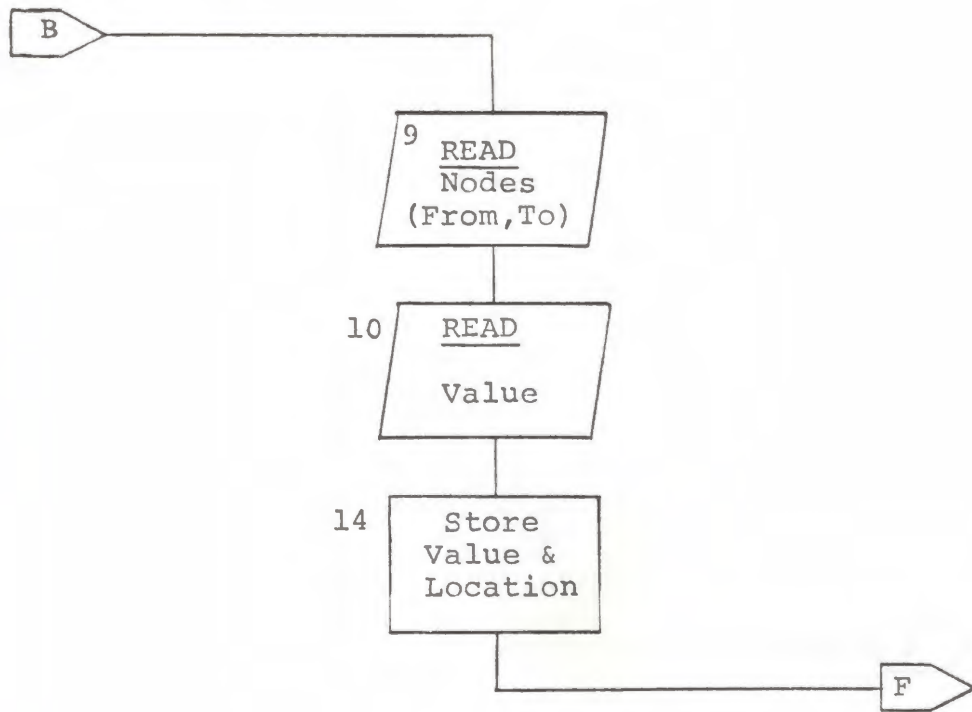 B
9
READ
Nodes
(From,To)
10
READ
Value
14
Store
Value &
Location
F